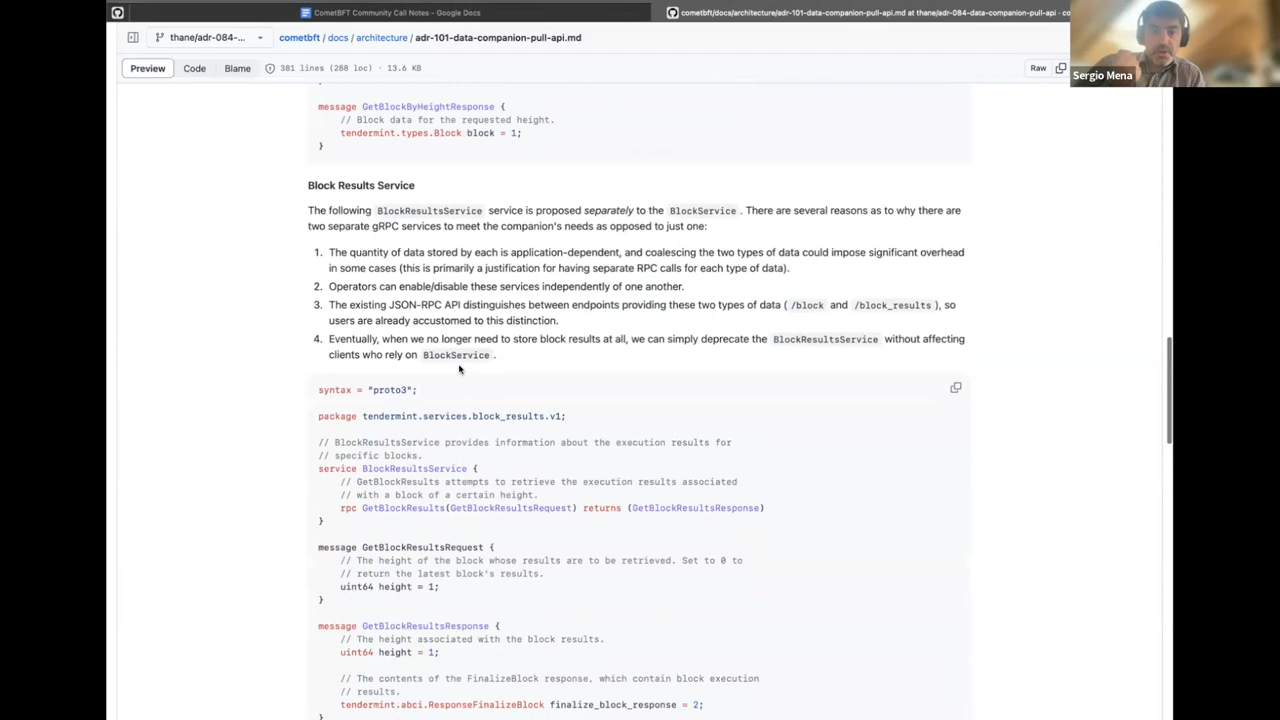 CometBFT Community Call Notes - Google Docs
cometbft/docs/architecture/adr-101-data-companion-pull-api.md at thane/adr-084-data-companion-pull-api · co
thane/adr-084-...
cometbft / docs / architecture / adr-101-data-companion-pull-api.md
Sergio Mena
Preview
Code
Blame
381 lines (288 loc) · 13.6 KB
Raw
message GetBlockByHeightResponse {
// Block data for the requested height.
tendermint.types.Block block = 1;
}
Block Results Service
The following BlockResultsService service is proposed separately to the BlockService . There are several reasons as to why there are
two separate gRPC services to meet the companion's needs as opposed to just one:
1. The quantity of data stored by each is application-dependent, and coalescing the two types of data could impose significant overhead
in some cases (this is primarily a justification for having separate RPC calls for each type of data).
2. Operators can enable/disable these services independently of one another.
3. The existing JSON-RPC API distinguishes between endpoints providing these two types of data ( /block and /block_results ), so
users are already accustomed to this distinction.
4. Eventually, when we no longer need to store block results at all, we can simply deprecate the BlockResultsService without affecting
clients who rely on BlockService .
syntax = "proto3";
package tendermint.services.block_results.v1;
// BlockResultsService provides information about the execution results for
// specific blocks.
service BlockResultsService {
// GetBlockResults attempts to retrieve the execution results associated
// with a block of a certain height.
rpc GetBlockResults(GetBlockResultsRequest) returns (GetBlockResultsResponse)
}
message GetBlockResultsRequest {
// The height of the block whose results are to be retrieved. Set to 0 to
// return the latest block's results.
uint64 height = 1;
}
message GetBlockResultsResponse {
// The height associated with the block results.
uint64 height = 1;
// The contents of the FinalizeBlock response, which contain block execution
// results.
tendermint.abci.ResponseFinalizeBlock finalize_block_response = 2;
}